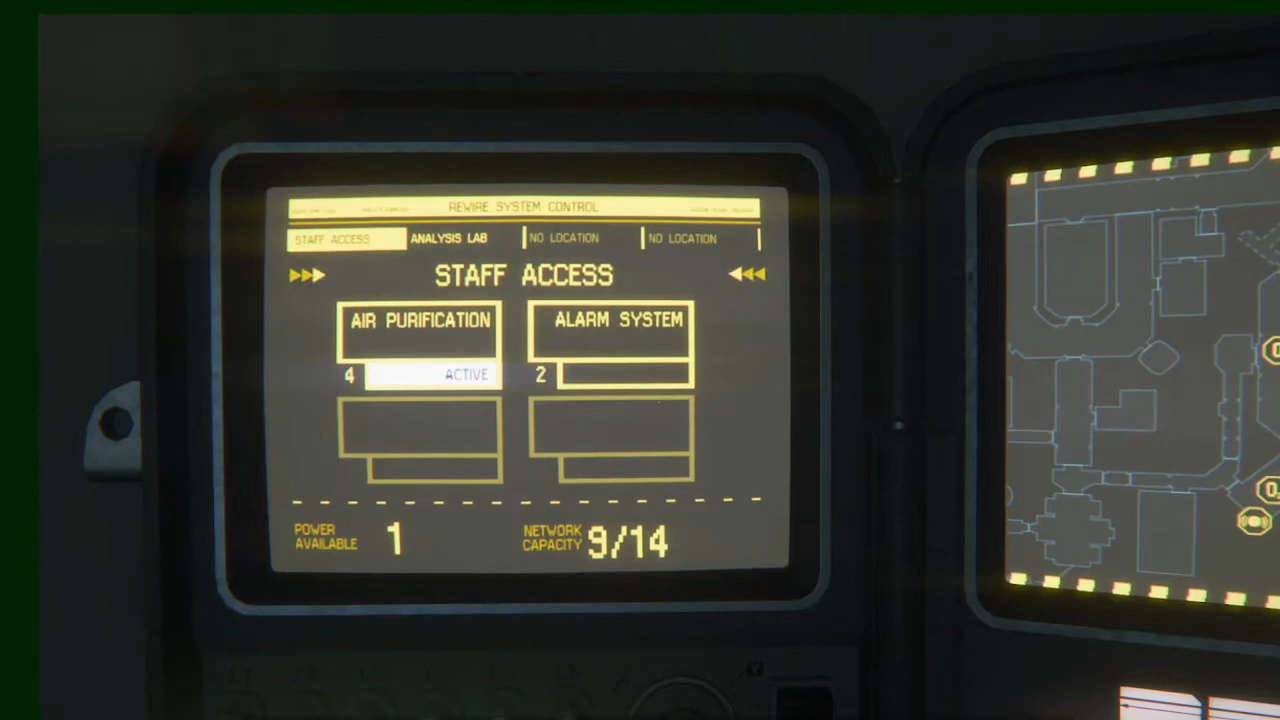 REWIRE SYSTEM CONTROL
STAFF ACCESS
ANALYSIS LAB
NO LOCATION
NO LOCATION
STAFF ACCESS
AIR PURIFICATION
ALARM SYSTEM
4
ACTIVE
2
POWER
AVAILABLE
1
NETWORK
CAPACITY
9/14